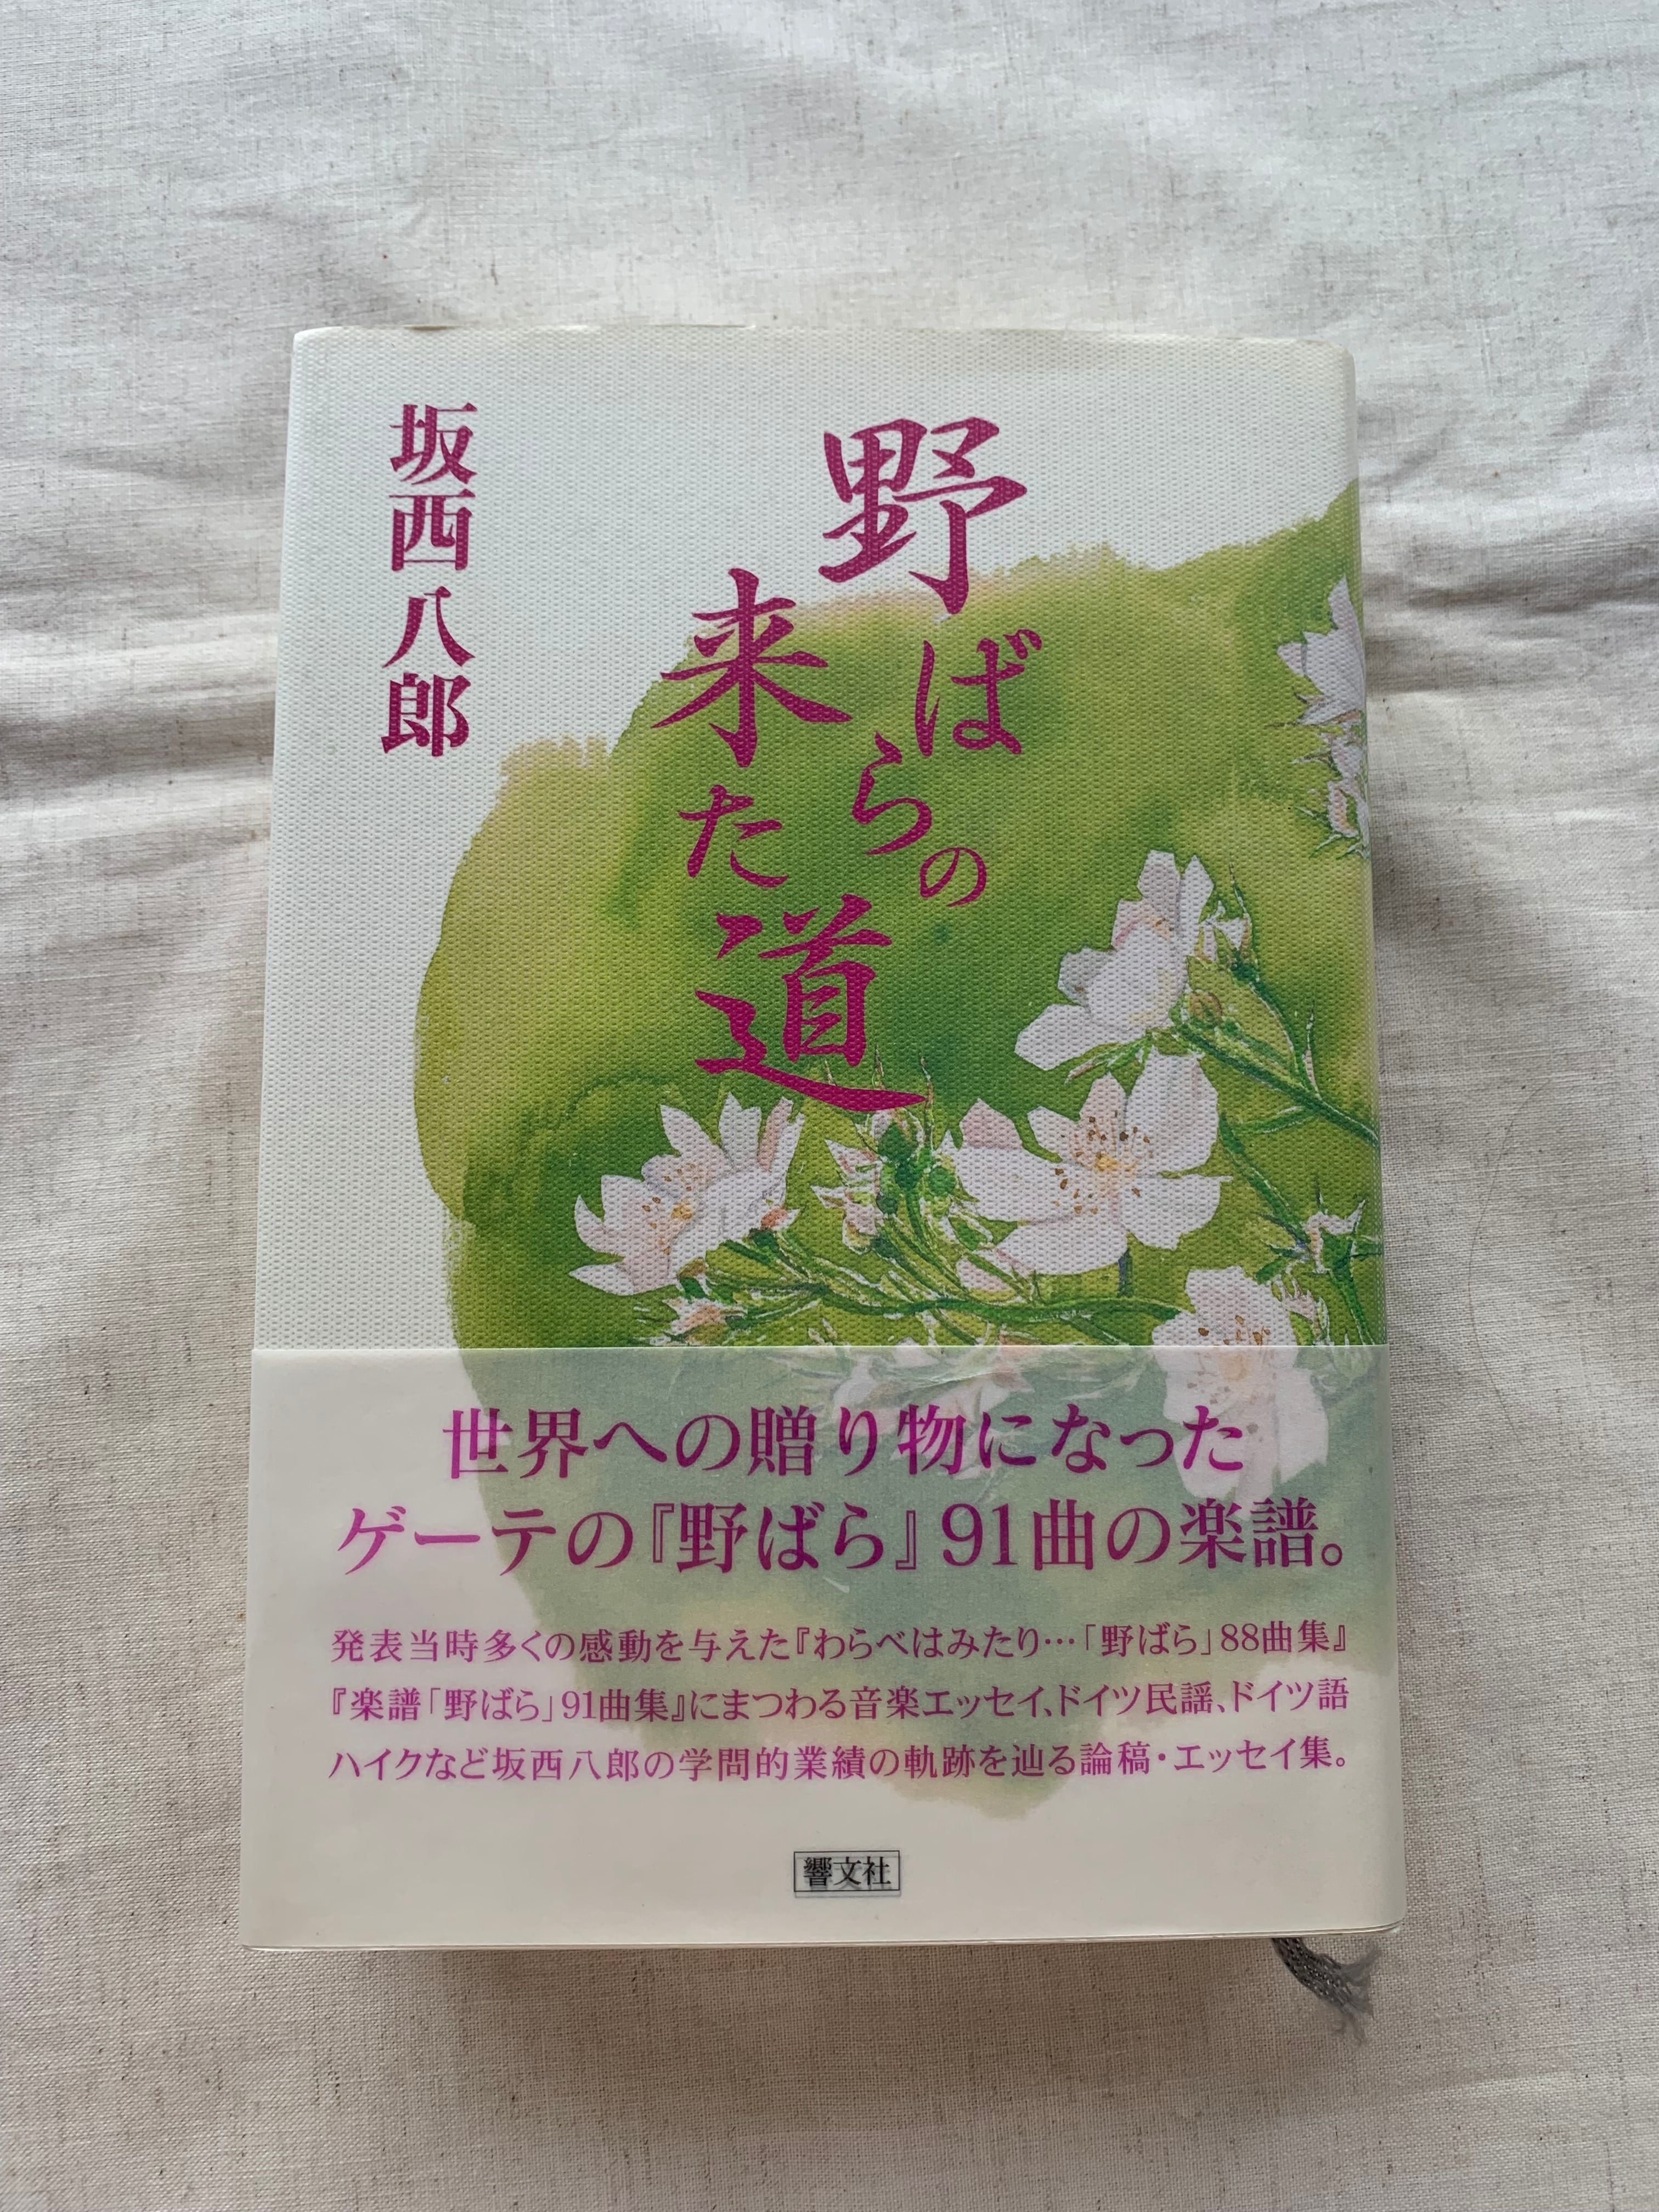 野ばらの
来た道
坂西八郎
世界への贈り物になった
ゲーテの『野ばら』91曲の楽譜。
発表当時多くの感動を与えた『わらべはみたり…「野ばら」88曲集』
『楽譜「野ばら」91曲集』にまつわる音楽エッセイ、ドイツ民謡、ドイツ語
ハイクなど坂西八郎の学問的業績の軌跡を辿る論稿・エッセイ集。
響文社